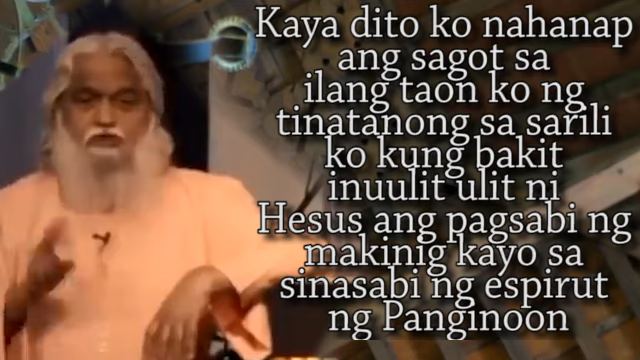 Kaya dito ko nahanap
ang sagot sa
ilang taon ko ng
tinatanong sa sarili
ko kung bakit
inuulit ulit ni
Hesus ang pagsabi ng
makinig kayo sa
sinasabi ng espirut
ng Panginoon